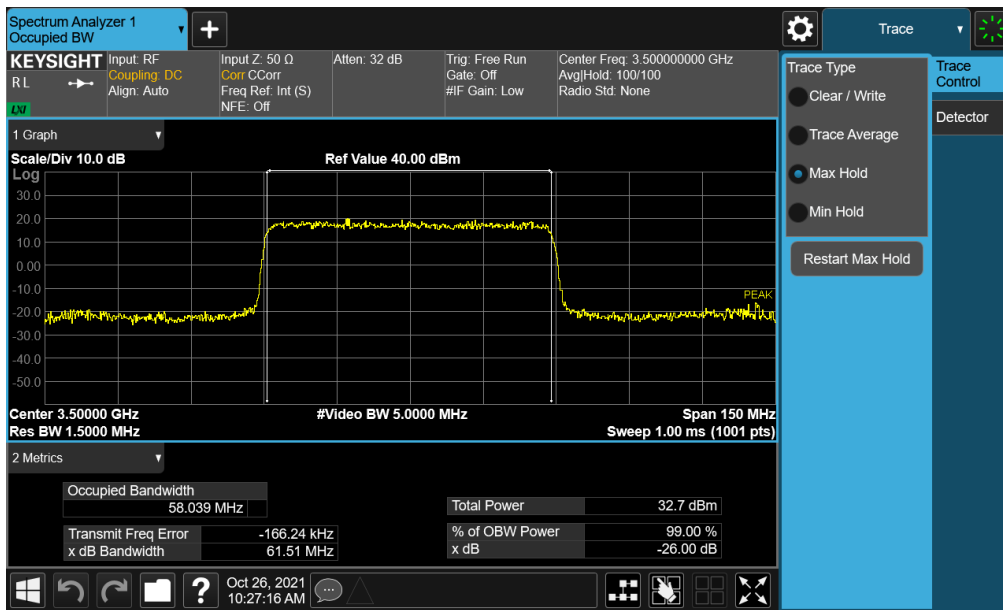 Spectrum Analyzer 1
Occupied BW
Trace
KEYSIGHT
R L
LXI
Input: RF
Coupling: DC
Align: Auto
Input Z: 50 Ω
Corr CCorr
Freq Ref: Int (S)
NFE: Off
Atten: 32 dB
Trig: Free Run
Gate: Off
#IF Gain: Low
Center Freq: 3.500000000 GHz
Avg|Hold: 100/100
Radio Std: None
Trace Type
Clear / Write
Trace Average
Max Hold
Min Hold
Restart Max Hold
Trace
Control
Detector
1 Graph
Scale/Div 10.0 dB
Ref Value 40.00 dBm
Log
30.0
20.0
10.0
0.00
-10.0
-20.0
-30.0
-40.0
-50.0
PEAK
Center 3.50000 GHz
#Video BW 5.0000 MHz
Span 150 MHz
Res BW 1.5000 MHz
Sweep 1.00 ms (1001 pts)
2 Metrics
Occupied Bandwidth
58.039 MHz
Transmit Freq Error -166.24 kHz
x dB Bandwidth 61.51 MHz
Total Power 32.7 dBm
% of OBW Power 99.00 %
x dB -26.00 dB
?
Oct 26, 2021
10:27:16 AM